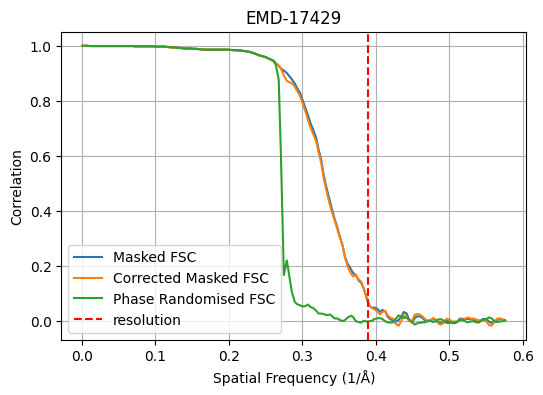 EMD-17429
1.0
0.8
0.6
0.4
0.2
0.0
Correlation
Masked FSC
Corrected Masked FSC
Phase Randomised FSC
resolution
0.0 0.1 0.2 0.3 0.4 0.5 0.6
Spatial Frequency (1/Å)